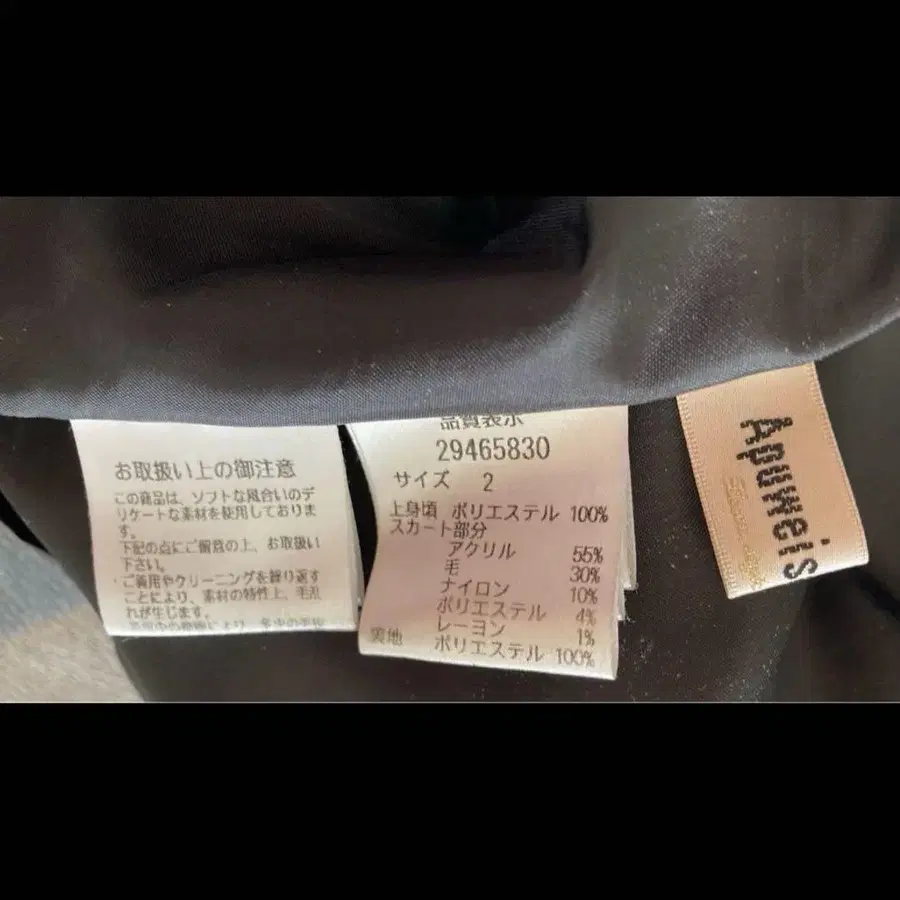 お取扱い上の御注意
この商品は、ソフトな風合いのデ
リケートな素材を使用しておりま
す。
下記の点にご留意の上、お取扱い
下さい。
・ご着用やクリーニングを繰り返す
ことにより、素材の特性上、毛乱
れが生じます。
品質表示
29465830
サイズ 2
上身頃 ポリエステル 100%
スカート部分
アクリル 55%
毛 30%
ナイロン 10%
ポリエステル 4%
レーヨン 1%
裏地 ポリエステル 100%
Apuweis